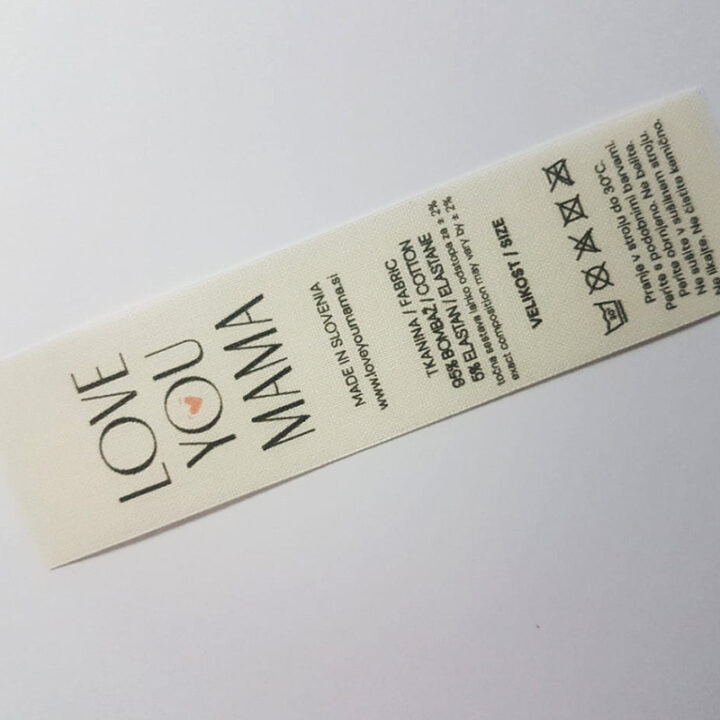 LOVE
YOU
MAMA
MADE IN SLOVENIA
www.loveyoumama.si
TKANINA / FABRIC
95% BOMBAŽ / COTTON
5% ELASTAN / ELASTANE
točna sestava lahko odstopa za ± 2%
exact composition may vary by ± 2%
VELIKOST / SIZE
Pranje v stroju do 30°C.
Perite s podobnimi barvami.
Perite obrnjeno. Ne belite.
Ne sušite v sušilnem stroju.
Ne likajte. Ne čistite kemično.